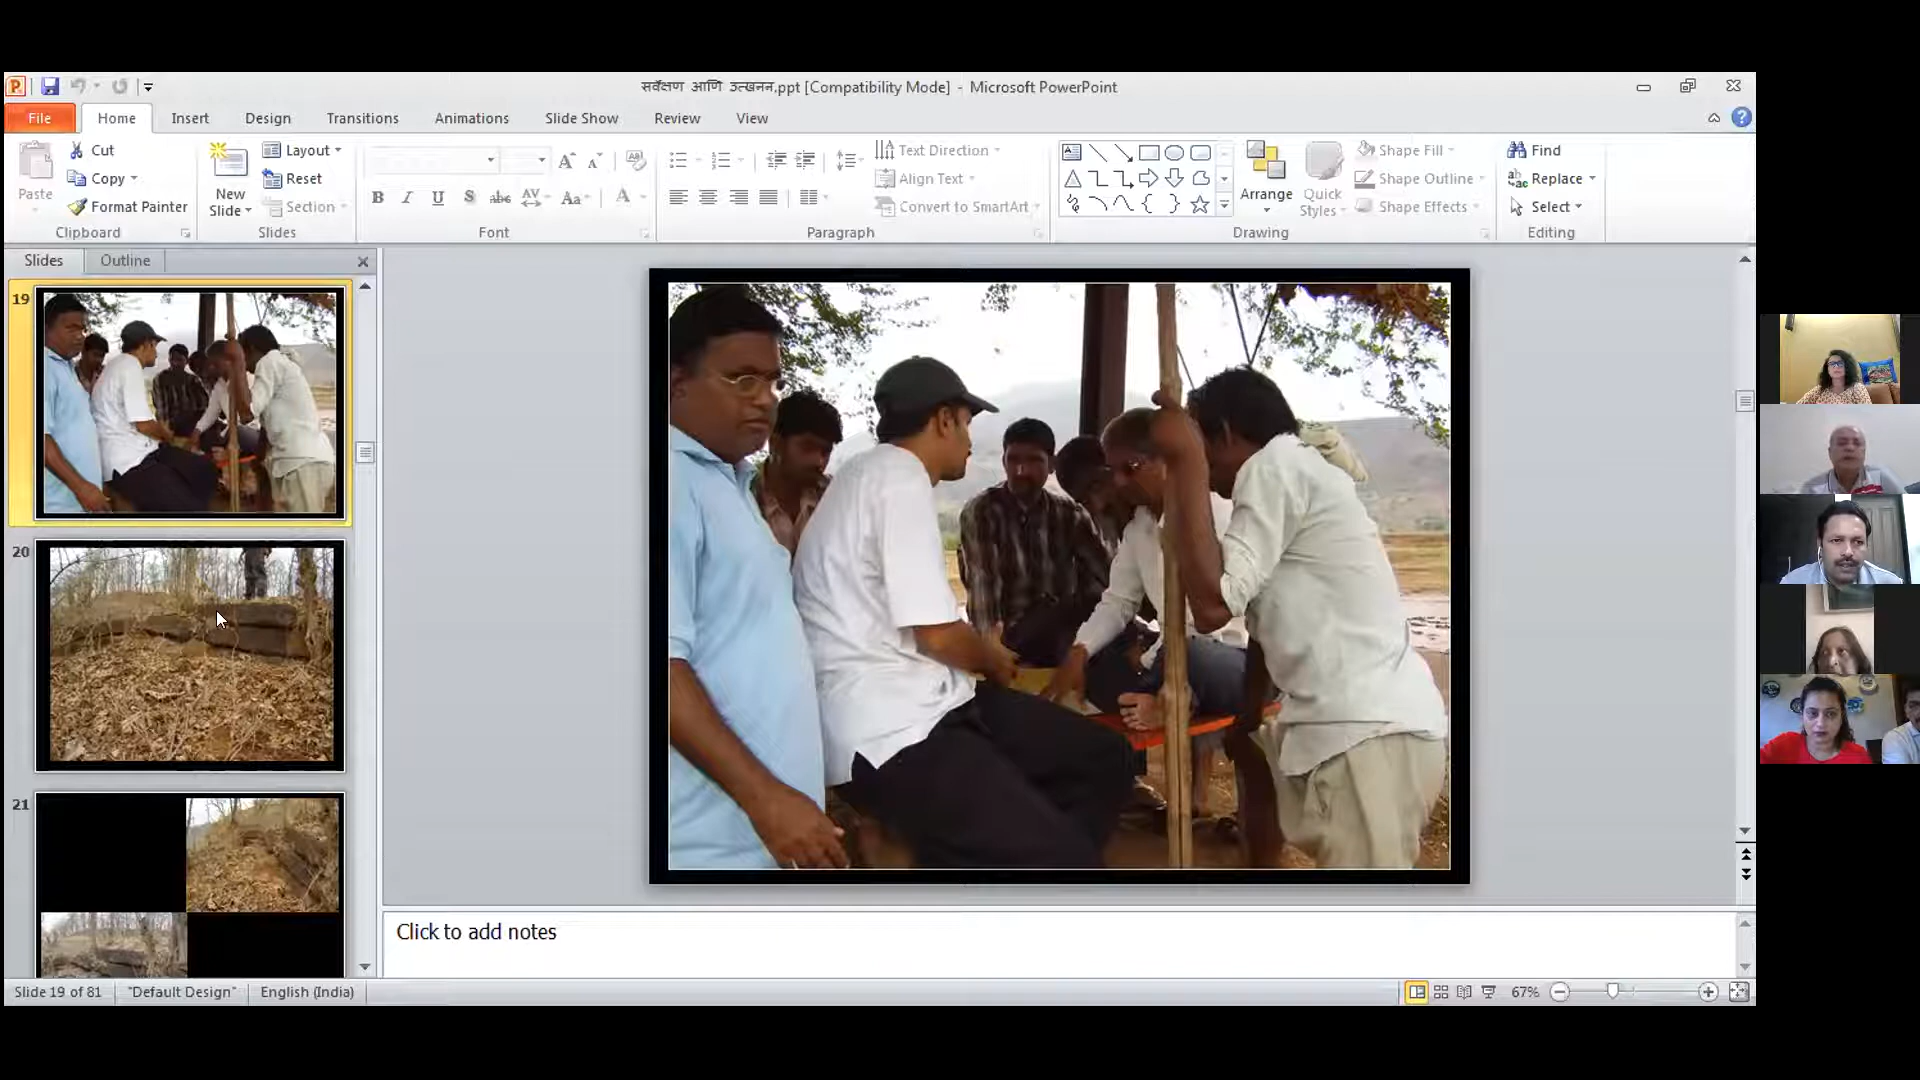 सर्वेक्षण आणि उत्खनन.ppt [Compatibility Mode] - Microsoft PowerPoint
File Home Insert Design Transitions Animations Slide Show Review View
Paste
Cut
Copy
Format Painter
Clipboard
New Slide
Layout
Reset
Section
Slides
B I U S abc AV Aa A
Font
Text Direction
Align Text
Convert to SmartArt
Paragraph
Arrange
Quick Styles
Shape Fill
Shape Outline
Shape Effects
Drawing
Find
Replace
Select
Editing
Slides Outline
19
20
21
Click to add notes
Slide 19 of 81 "Default Design" English (India) 67%